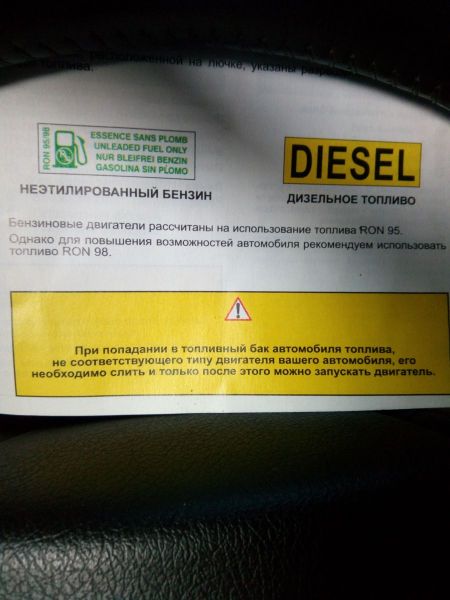 расположенной на лючке, указаны разре
топлива.
RON 95/98
ESSENCE SANS PLOMB
UNLEADED FUEL ONLY
NUR BLEIFREI BENZIN
GASOLINA SIN PLOMO
DIESEL
НЕЭТИЛИРОВАННЫЙ БЕНЗИН
ДИЗЕЛЬНОЕ ТОПЛИВО
Бензиновые двигатели рассчитаны на использование топлива RON 95.
Однако для повышения возможностей автомобиля рекомендуем использовать
топливо RON 98.
При попадании в топливный бак автомобиля топлива,
не соответствующего типу двигателя вашего автомобиля, его
необходимо слить и только после этого можно запускать двигатель.